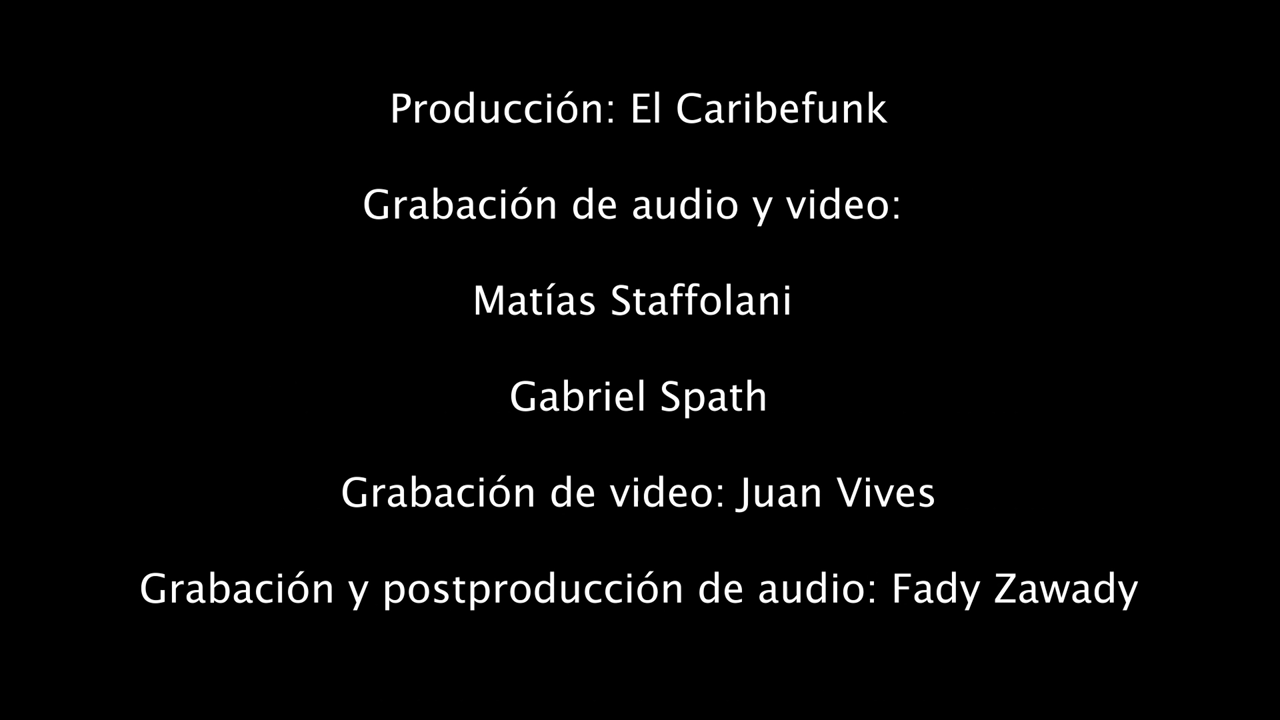 Producción: El Caribefunk
Grabación de audio y video:
Matías Staffolani
Gabriel Spath
Grabación de video: Juan Vives
Grabación y postproducción de audio: Fady Zawady